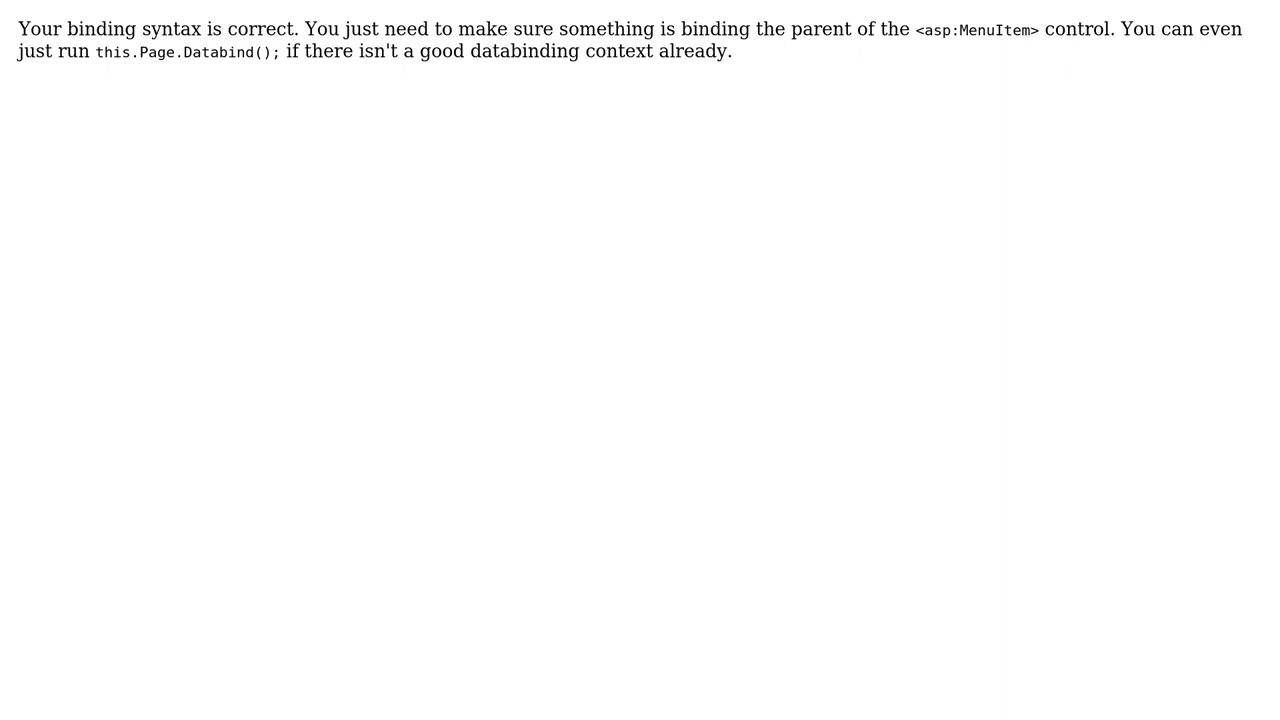 Your binding syntax is correct. You just need to make sure something is binding the parent of the <asp:MenuItem> control. You can even
just run this.Page.Databind(); if there isn't a good databinding context already.